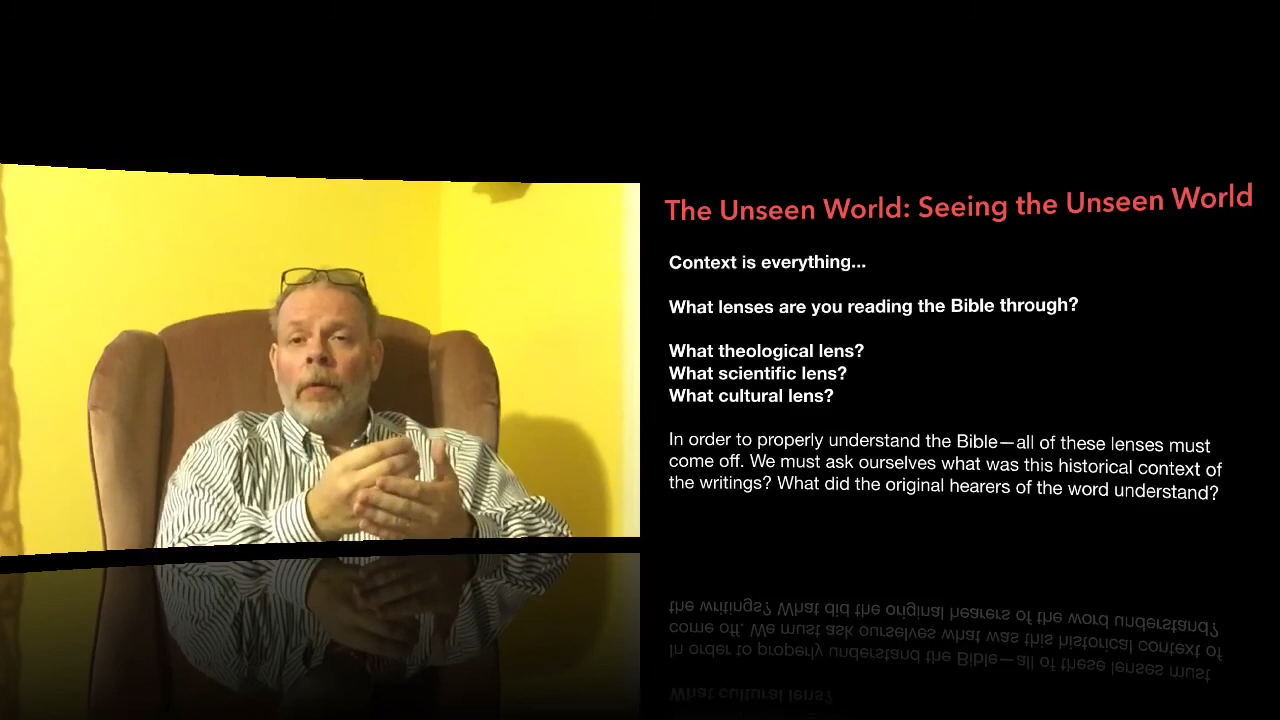 The Unseen World: Seeing the Unseen World
Context is everything...
What lenses are you reading the Bible through?
What theological lens?
What scientific lens?
What cultural lens?
In order to properly understand the Bible—all of these lenses must
come off. We must ask ourselves what was this historical context of
the writings? What did the original hearers of the word understand?